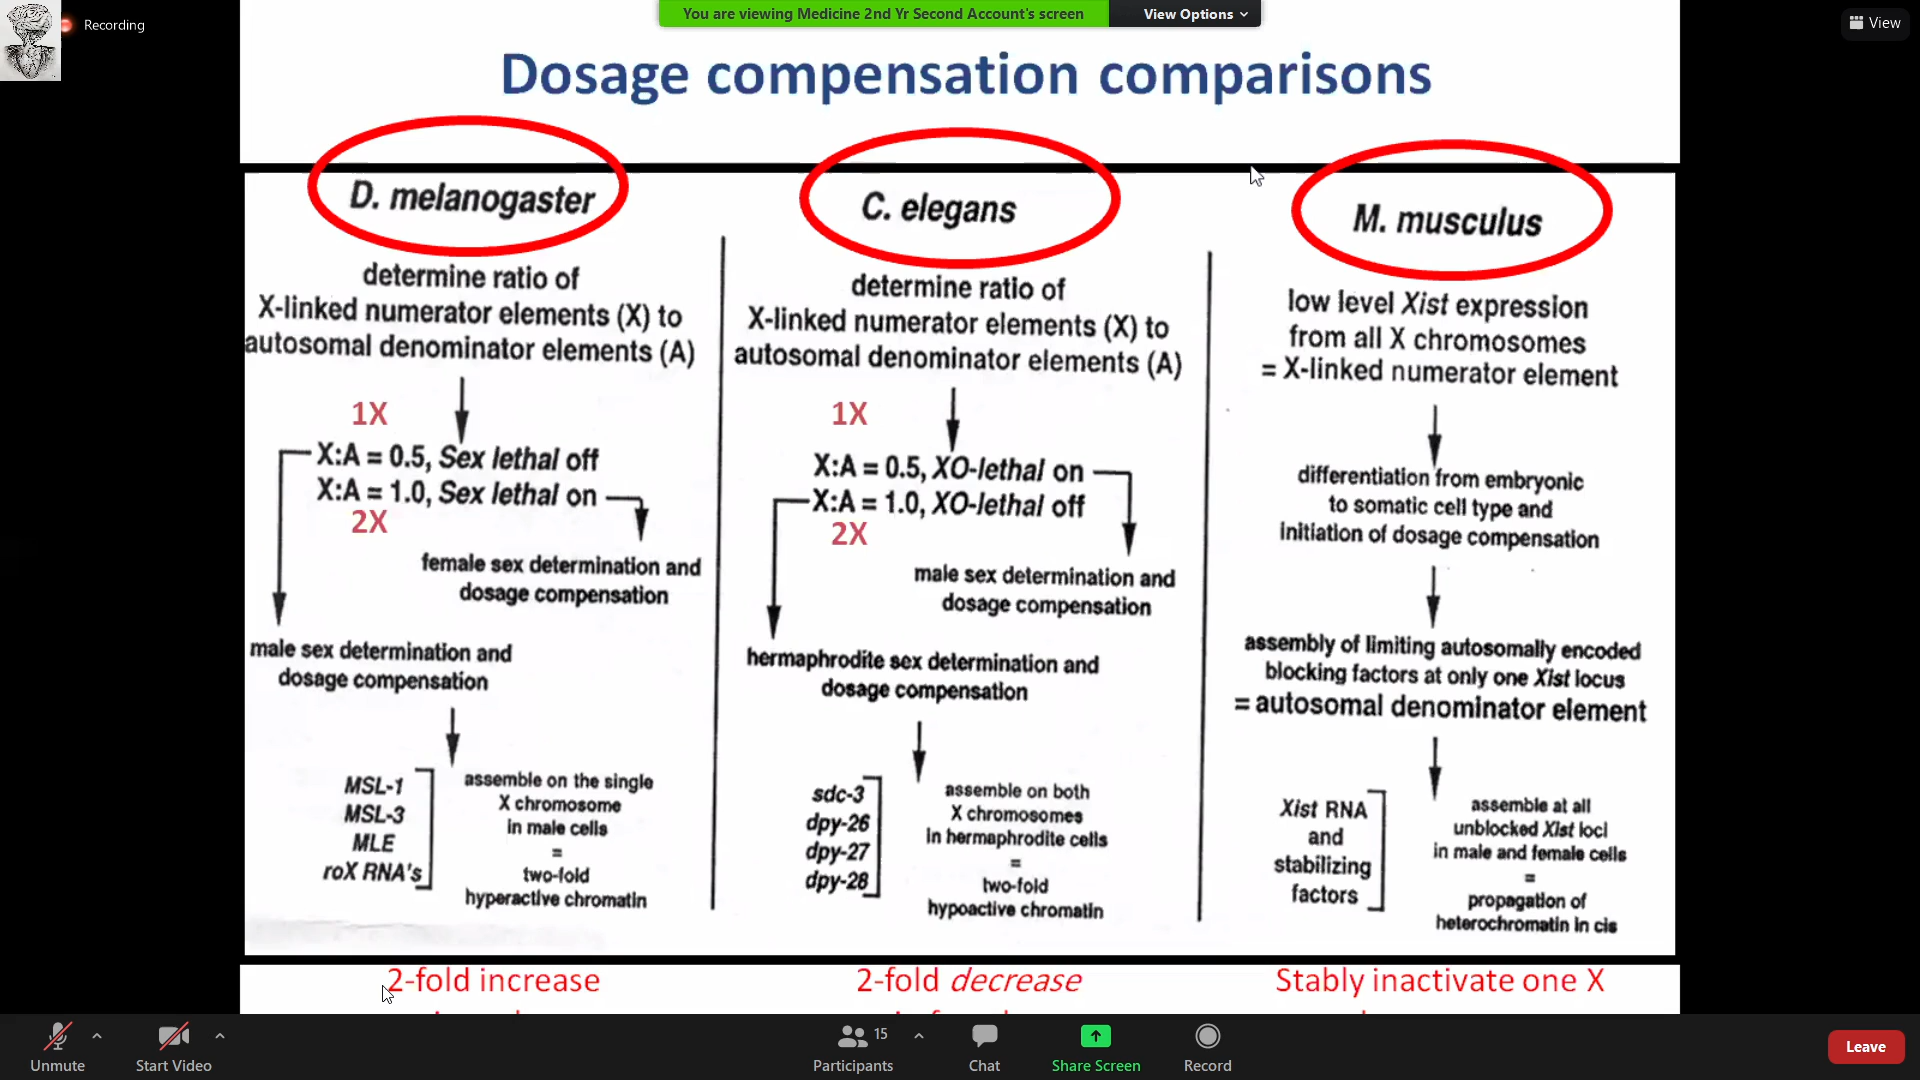 You are viewing Medicine 2nd Yr Second Account's screen
View Options
Recording
View
Dosage compensation comparisons
D. melanogaster
determine ratio of
X-linked numerator elements (X) to
autosomal denominator elements (A)
1X
X:A = 0.5, Sex lethal off
X:A = 1.0, Sex lethal on
2X
female sex determination and
dosage compensation
male sex determination and
dosage compensation
MSL-1
MSL-3
MLE
roX RNA's
assemble on the single
X chromosome
in male cells
=
two-fold
hyperactive chromatin
2-fold increase
C. elegans
determine ratio of
X-linked numerator elements (X) to
autosomal denominator elements (A)
1X
X:A = 0.5, XO-lethal on
X:A = 1.0, XO-lethal off
2X
male sex determination and
dosage compensation
hermaphrodite sex determination and
dosage compensation
sdc-3
dpy-26
dpy-27
dpy-28
assemble on both
X chromosomes
in hermaphrodite cells
=
two-fold
hypoactive chromatin
2-fold decrease
M. musculus
low level Xist expression
from all X chromosomes
= X-linked numerator element
differentiation from embryonic
to somatic cell type and
initiation of dosage compensation
assembly of limiting autosomally encoded
blocking factors at only one Xist locus
= autosomal denominator element
Xist RNA
and
stabilizing
factors
assemble at all
unblocked Xist loci
in male and female cells
=
propagation of
heterochromatin in cis
Stably inactivate one X
Unmute
Start Video
15
Participants
Chat
Share Screen
Record
Leave